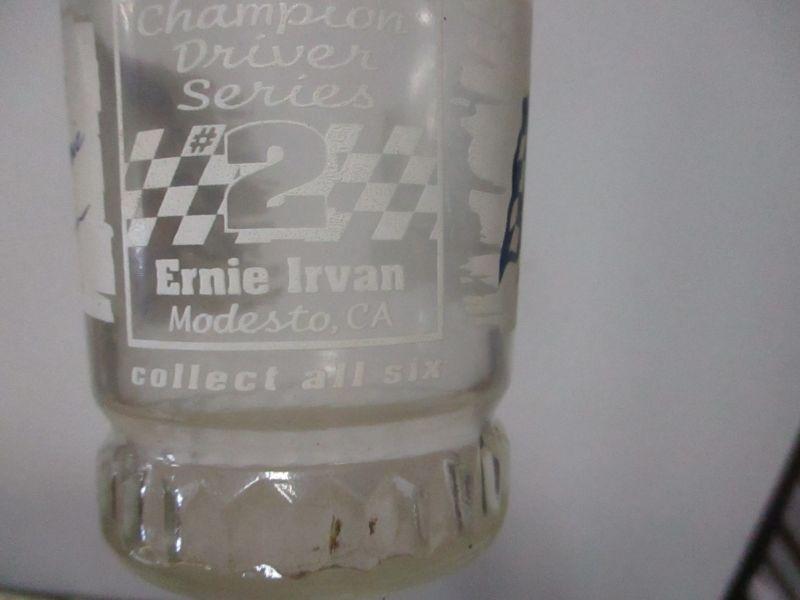 Champion
Driver
Series
#2
Ernie Irvan
Modesto, CA
collect all six